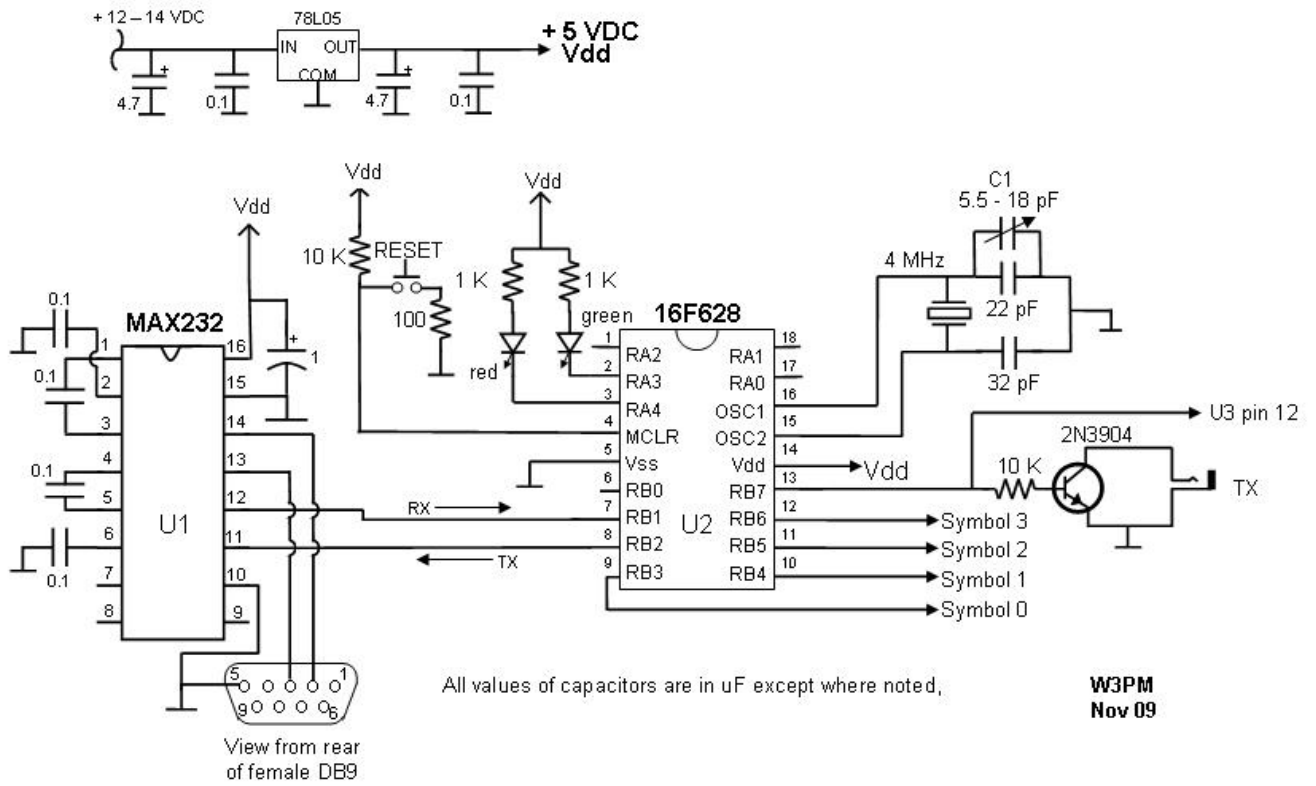 + 12 – 14 VDC
78L05
IN OUT
COM
+ 5 VDC
Vdd
+
4.7
0.1
+
4.7
0.1
Vdd
Vdd
Vdd
10 K
RESET
100
1 K
1 K
red
green
C1
5.5 - 18 pF
4 MHz
22 pF
32 pF
MAX232
U1
0.1
0.1
0.1
0.1
+
1
1
2
3
4
5
6
7
8
16
15
14
13
12
11
10
9
RX
TX
16F628
U2
1 RA2
2 RA3
3 RA4
4 MCLR
5 Vss
6 RB0
7 RB1
8 RB2
9 RB3
RA1 18
RA0 17
OSC1 16
OSC2 15
Vdd 14
RB7 13
RB6 12
RB5 11
RB4 10
Vdd
U3 pin 12
2N3904
10 K
TX
Symbol 3
Symbol 2
Symbol 1
Symbol 0
5 1
9 6
View from rear
of female DB9
All values of capacitors are in uF except where noted,
W3PM
Nov 09